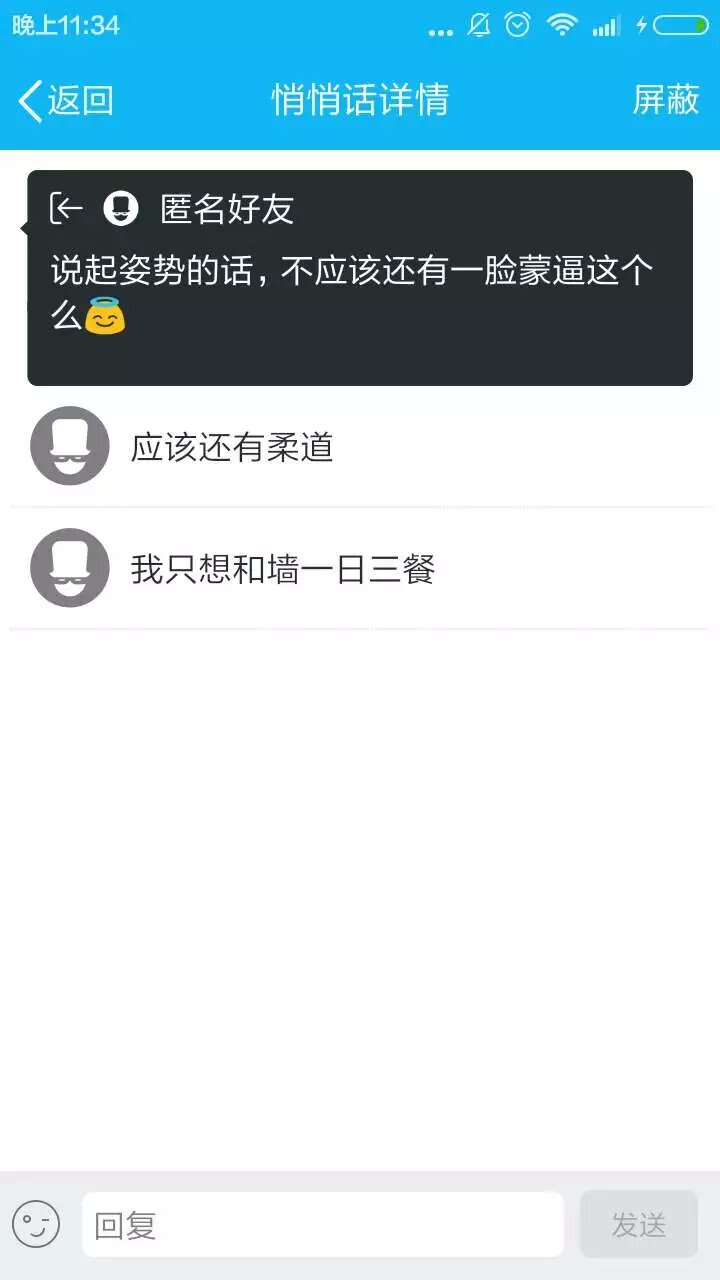 晚上11:34
返回 悄悄话详情 屏蔽
匿名好友
说起姿势的话,不应该还有一脸蒙逼这个
么😇
应该还有柔道
我只想和墙一日三餐
回复 发送